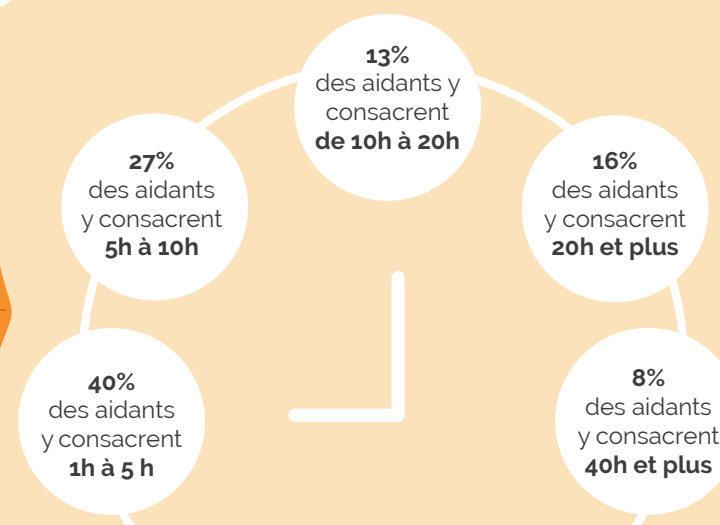 13%
des aidants y
consacrent
de 10h à 20h
27%
des aidants
y consacrent
5h à 10h
16%
des aidants
y consacrent
20h et plus
40%
des aidants
y consacrent
1h à 5 h
8%
des aidants
y consacrent
40h et plus